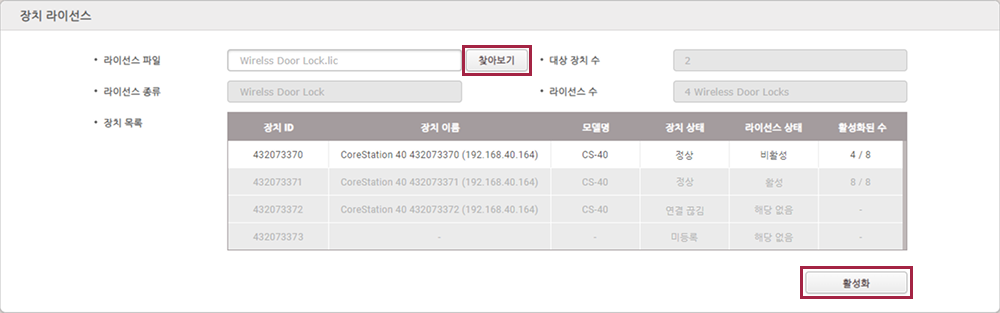 장치 라이선스
• 라이선스 파일 Wirelss Door Lock.lic 찾아보기 • 대상 장치 수 2
• 라이선스 종류 Wirelss Door Lock • 라이선스 수 4 Wireless Door Locks
• 장치 목록
장치 ID 장치 이름 모델명 장치 상태 라이선스 상태 활성화된 수
432073370 CoreStation 40 432073370 (192.168.40.164) CS-40 정상 비활성 4 / 8
432073371 CoreStation 40 432073371 (192.168.40.164) CS-40 정상 활성 8 / 8
432073372 CoreStation 40 432073372 (192.168.40.164) CS-40 연결 끊김 해당 없음 -
432073373 - - 미등록 해당 없음 -
활성화